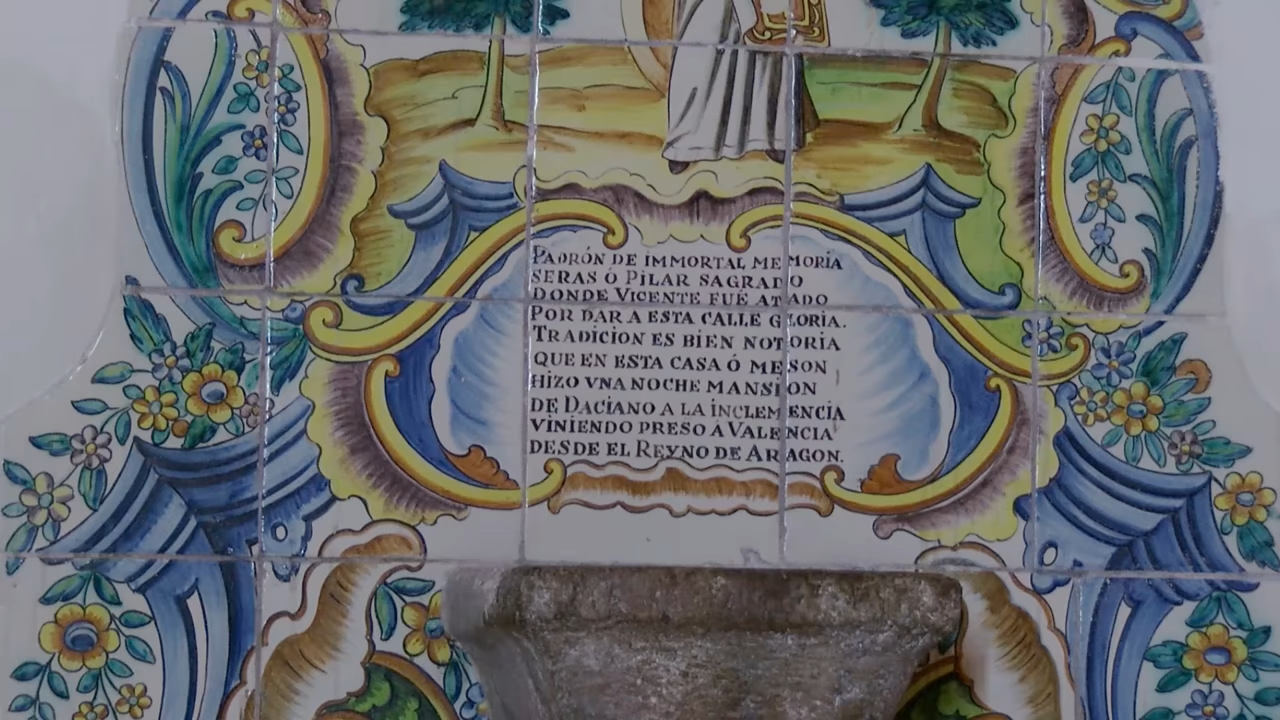 PADRÓN DE IMMORTAL MEMORIA
SERAS Ó PILAR SAGRADO
DONDE VICENTE FUÉ ATADO
POR DAR A ESTA CALLE GLORIA.
TRADICION ES BIEN NOTORIA
QUE EN ESTA CASA Ó MESON
HIZO VNA NOCHE MANSION
DE DACIANO A LA INCLEMENCIA
VINIENDO PRESO Á VALENCIA
DESDE EL REYNO DE ARAGON.